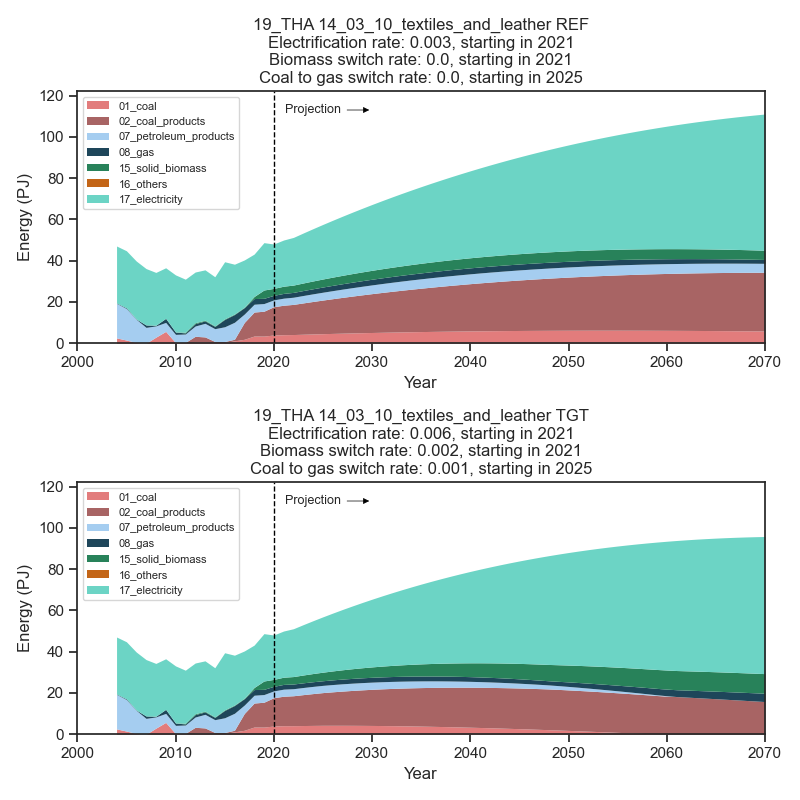 19_THA 14_03_10_textiles_and_leather REF
Electrification rate: 0.003, starting in 2021
Biomass switch rate: 0.0, starting in 2021
Coal to gas switch rate: 0.0, starting in 2025
120
100
80
60
40
20
0
Energy (PJ)
01_coal
02_coal_products
07_petroleum_products
08_gas
15_solid_biomass
16_others
17_electricity
Projection
2000 2010 2020 2030 2040 2050 2060 2070
Year
19_THA 14_03_10_textiles_and_leather TGT
Electrification rate: 0.006, starting in 2021
Biomass switch rate: 0.002, starting in 2021
Coal to gas switch rate: 0.001, starting in 2025
120
100
80
60
40
20
0
Energy (PJ)
01_coal
02_coal_products
07_petroleum_products
08_gas
15_solid_biomass
16_others
17_electricity
Projection
2000 2010 2020 2030 2040 2050 2060 2070
Year